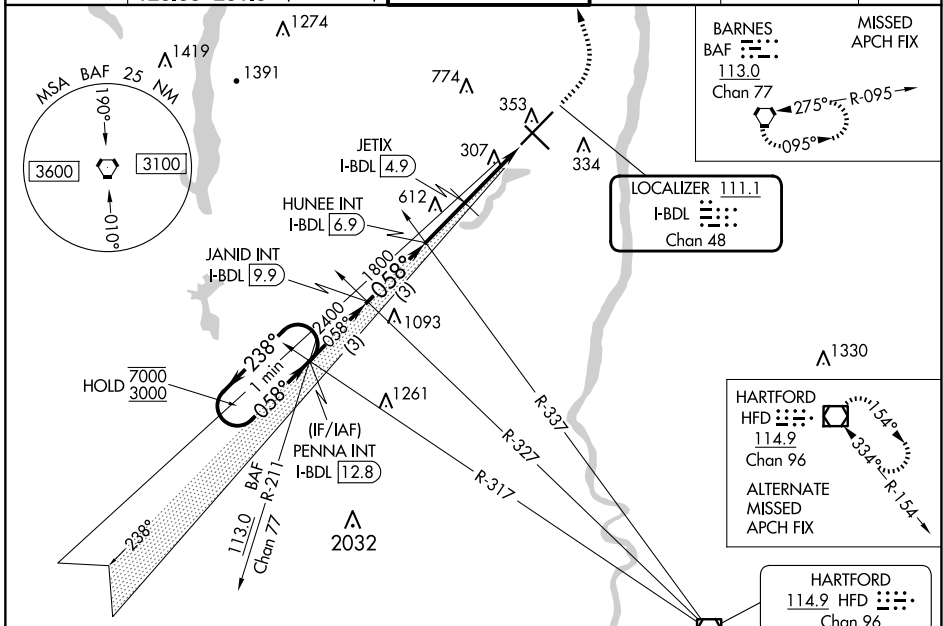 1274
1419
1391
MSA BAF 25 NM
190°
3600
3100
010°
774
353
307
334
612
JETIX
I-BDL 4.9
HUNEE INT
I-BDL 6.9
JANID INT
I-BDL 9.9
1800
058°
(3)
2400
058°
(3)
1093
238°
1 min
058°
HOLD 7000
3000
1261
(IF/IAF)
PENNA INT
I-BDL 12.8
BAF
R-211
113.0
Chan 77
238°
2032
R-337
R-327
R-317
BARNES
BAF
113.0
Chan 77
MISSED
APCH FIX
275°
R-095
095°
LOCALIZER 111.1
I-BDL
Chan 48
1330
HARTFORD
HFD
114.9
Chan 96
154°
334°
R-154
ALTERNATE
MISSED
APCH FIX
HARTFORD
114.9 HFD
Chan 96